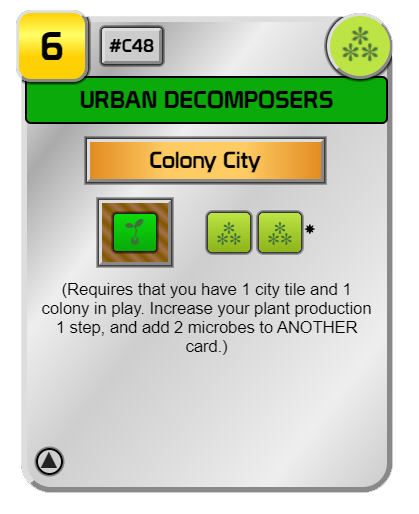 6
#C48
URBAN DECOMPOSERS
Colony City
*
(Requires that you have 1 city tile and 1
colony in play. Increase your plant production
1 step, and add 2 microbes to ANOTHER
card.)